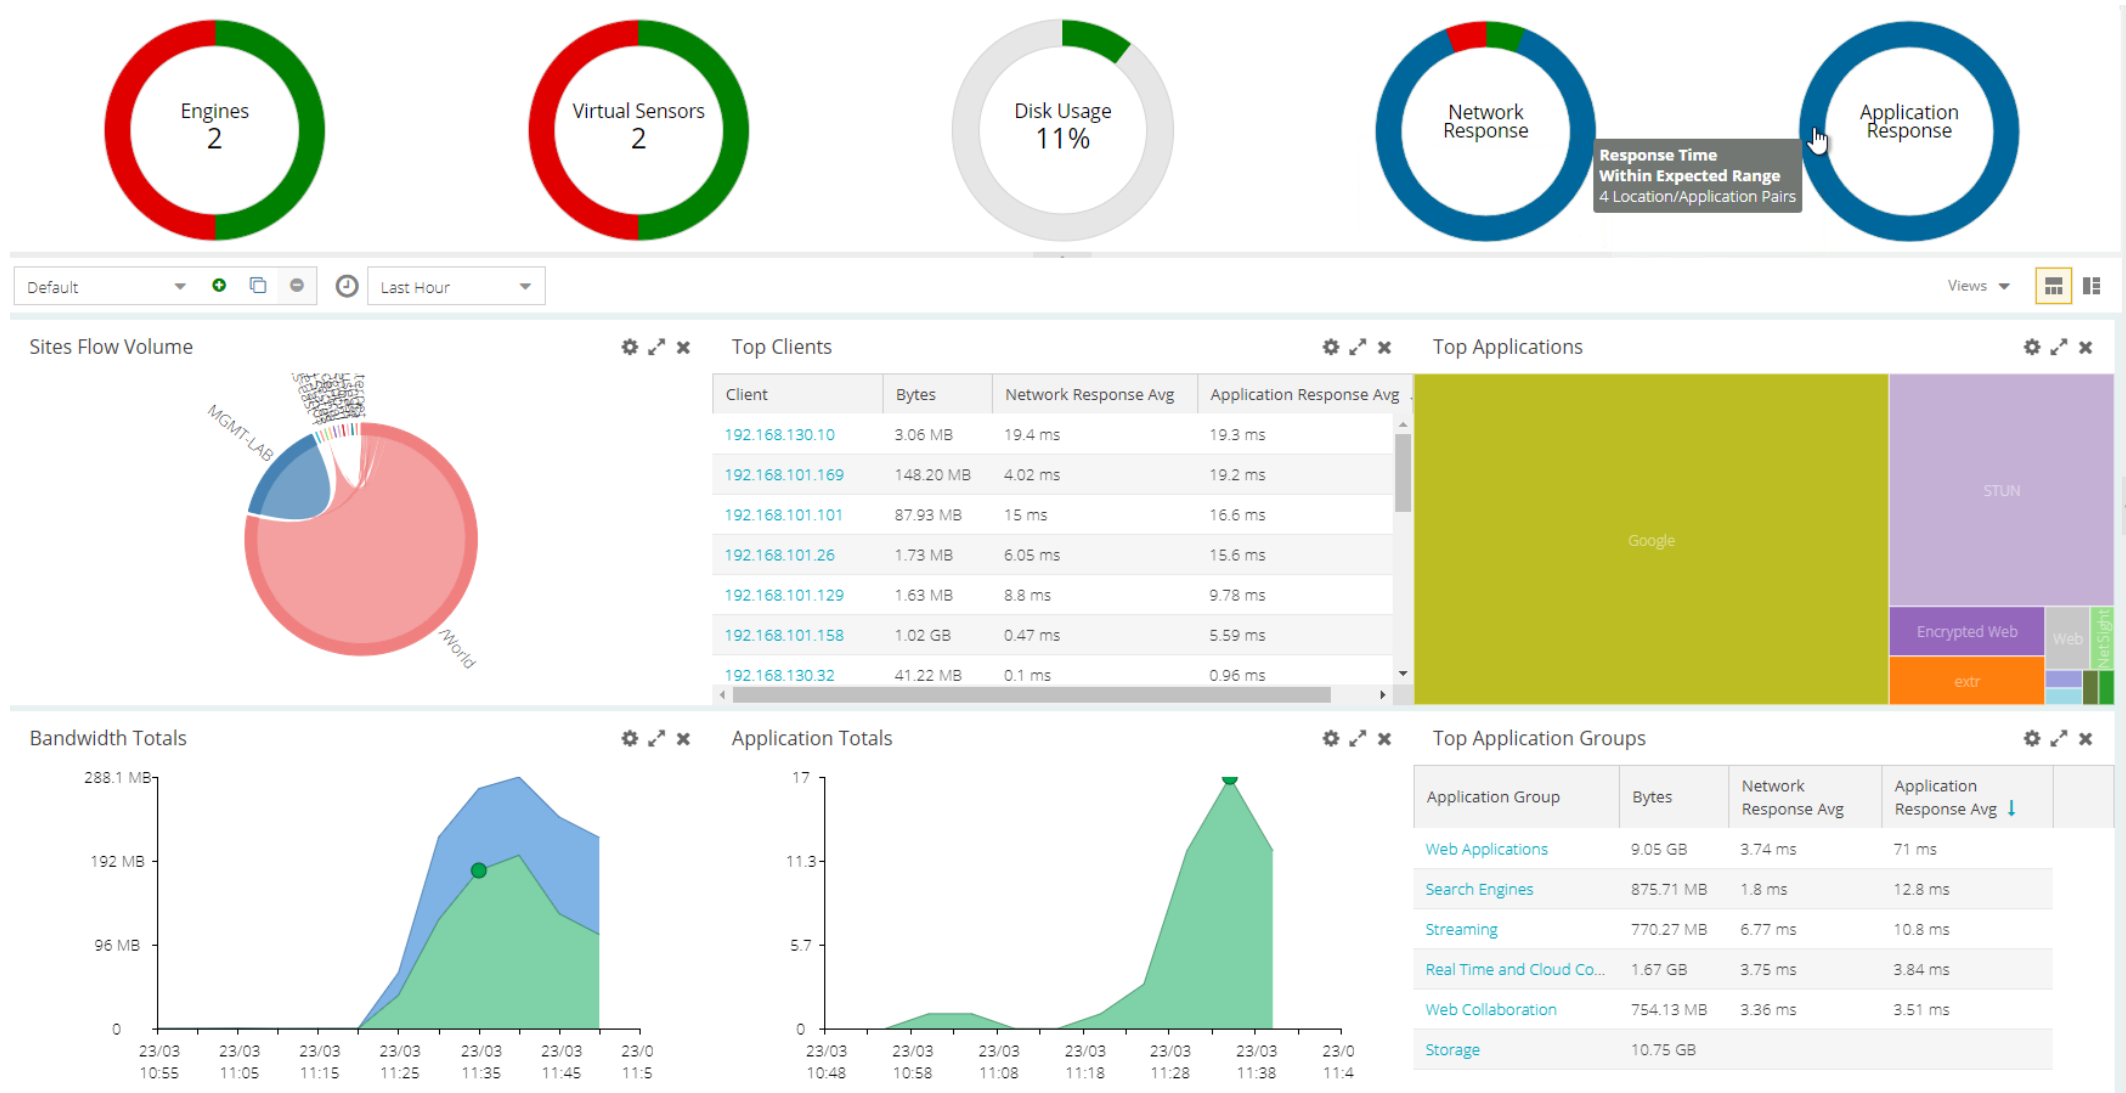 Engines
2
Virtual Sensors
2
Disk Usage
11%
Network
Response
Application
Response
Response Time
Within Expected Range
4 Location/Application Pairs
Default
Last Hour
Views
Sites Flow Volume
MGMT-LAB
/World
Top Clients
Client Bytes Network Response Avg Application Response Avg
192.168.130.10 3.06 MB 19.4 ms 19.3 ms
192.168.101.169 148.20 MB 4.02 ms 19.2 ms
192.168.101.101 87.93 MB 15 ms 16.6 ms
192.168.101.26 1.73 MB 6.05 ms 15.6 ms
192.168.101.129 1.63 MB 8.8 ms 9.78 ms
192.168.101.158 1.02 GB 0.47 ms 5.59 ms
192.168.130.32 41.22 MB 0.1 ms 0.96 ms
Top Applications
Google
STUN
Encrypted Web
Web
NetSight
extr
Bandwidth Totals
288.1 MB
192 MB
96 MB
0
23/03 23/03 23/03 23/03 23/03 23/03 23/0
10:55 11:05 11:15 11:25 11:35 11:45 11:5
Application Totals
17
11.3
5.7
0
23/03 23/03 23/03 23/03 23/03 23/03 23/0
10:48 10:58 11:08 11:18 11:28 11:38 11:4
Top Application Groups
Application Group Bytes Network Response Avg Application Response Avg
Web Applications 9.05 GB 3.74 ms 71 ms
Search Engines 875.71 MB 1.8 ms 12.8 ms
Streaming 770.27 MB 6.77 ms 10.8 ms
Real Time and Cloud Co... 1.67 GB 3.75 ms 3.84 ms
Web Collaboration 754.13 MB 3.36 ms 3.51 ms
Storage 10.75 GB